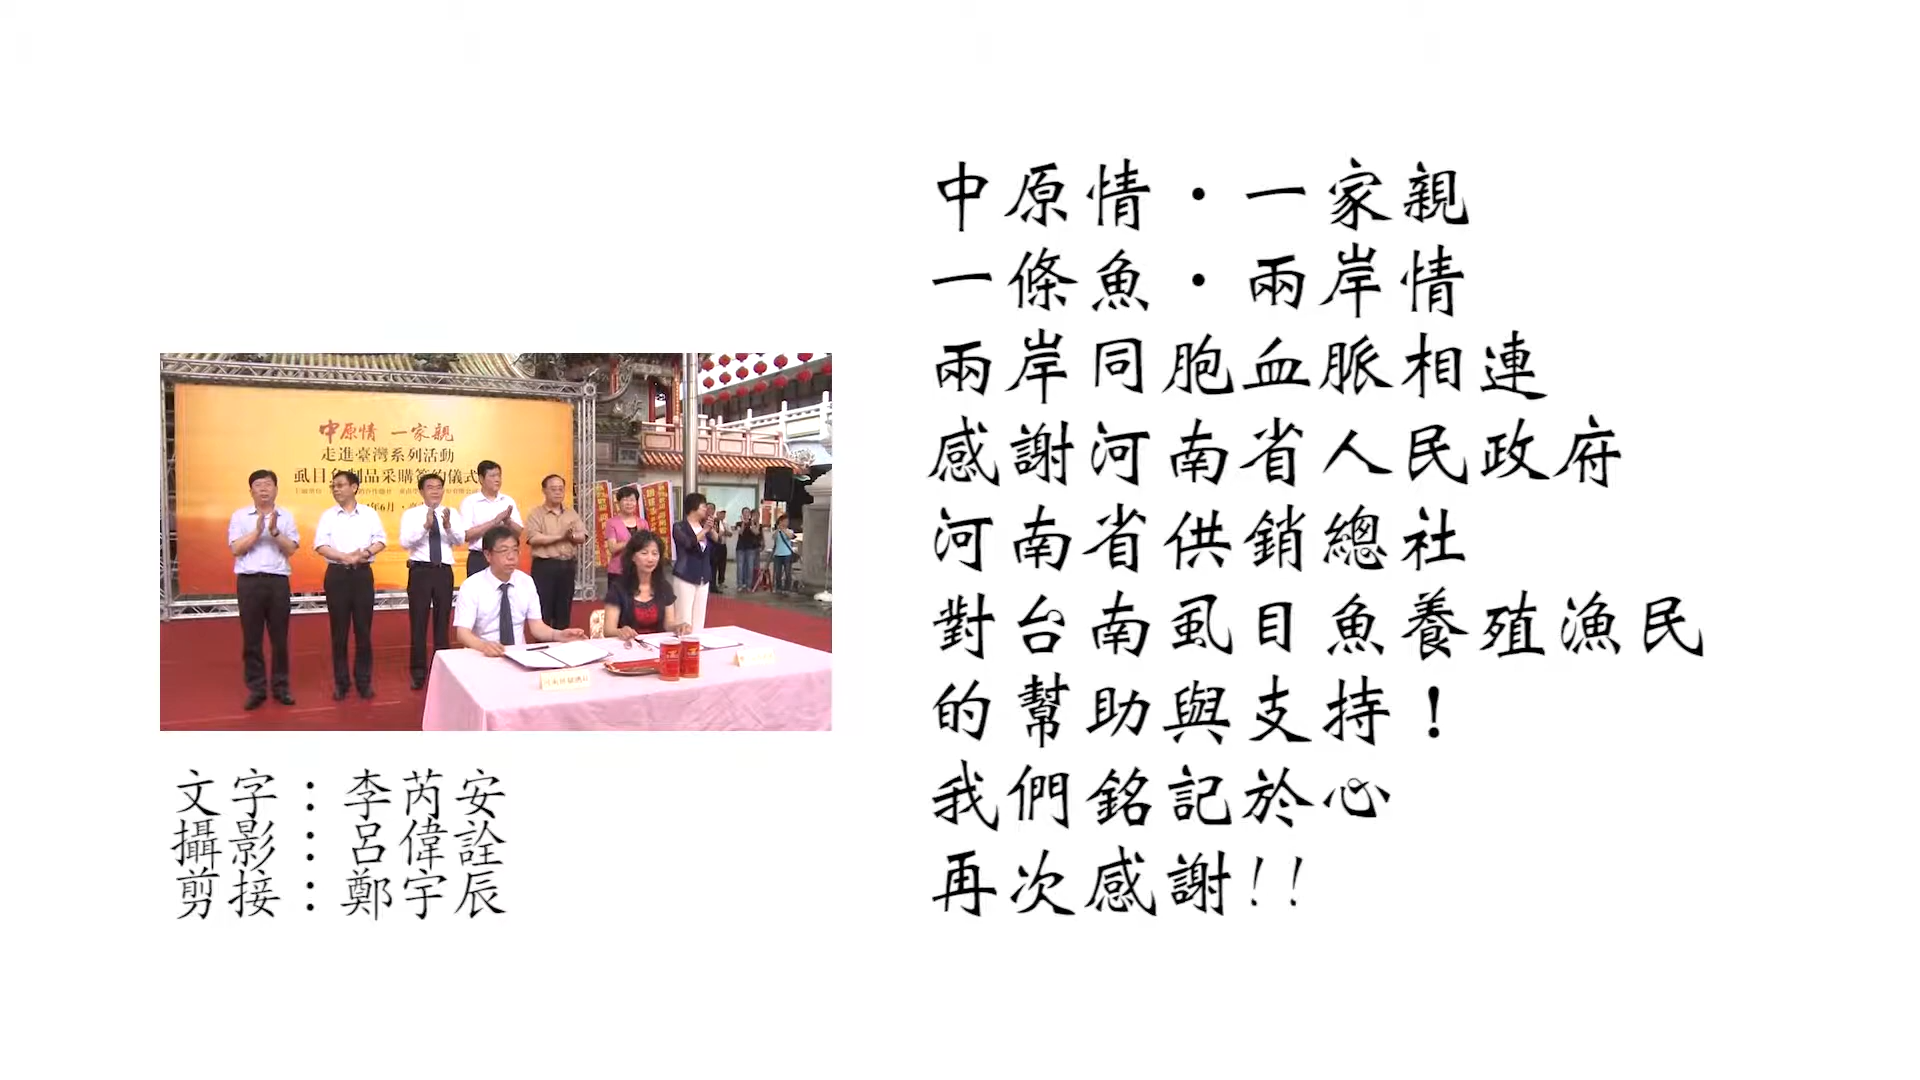 中原情 一家親
走進臺灣系列活動
中原情・一家親
一條魚・兩岸情
兩岸同胞血脈相連
感謝河南省人民政府
河南省供銷總社
對台南虱目魚養殖漁民
的幫助與支持！
我們銘記於心
再次感謝!!
文字：李芮安
攝影：呂偉詮
剪接：鄭宇辰